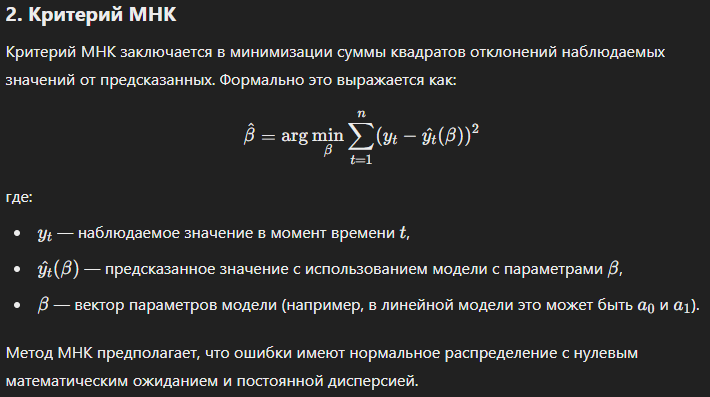 2. Критерий МНК
Критерий МНК заключается в минимизации суммы квадратов отклонений наблюдаемых
значений от предсказанных. Формально это выражается как:
β̂ = arg min_β ∑_{t=1}^{n} (y_t − ŷ_t(β))²
где:
• y_t — наблюдаемое значение в момент времени t,
• ŷ_t(β) — предсказанное значение с использованием модели с параметрами β,
• β — вектор параметров модели (например, в линейной модели это может быть a₀ и a₁).
Метод МНК предполагает, что ошибки имеют нормальное распределение с нулевым
математическим ожиданием и постоянной дисперсией.